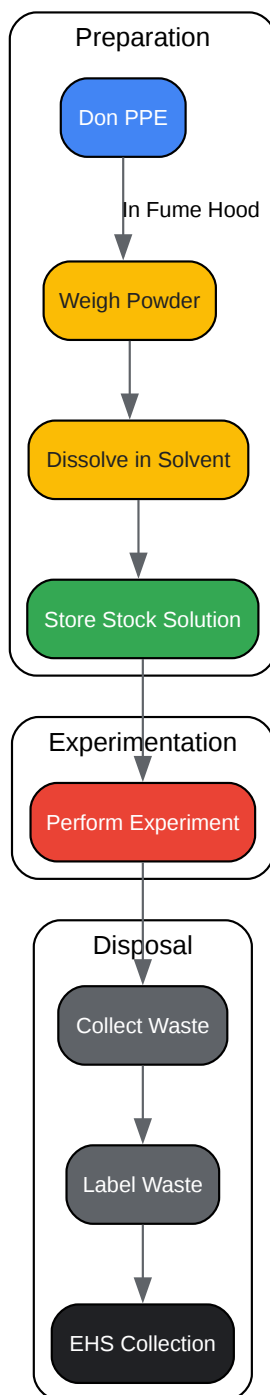 Preparation
Don PPE
In Fume Hood
Weigh Powder
Dissolve in Solvent
Store Stock Solution
Experimentation
Perform Experiment
Disposal
Collect Waste
Label Waste
EHS Collection